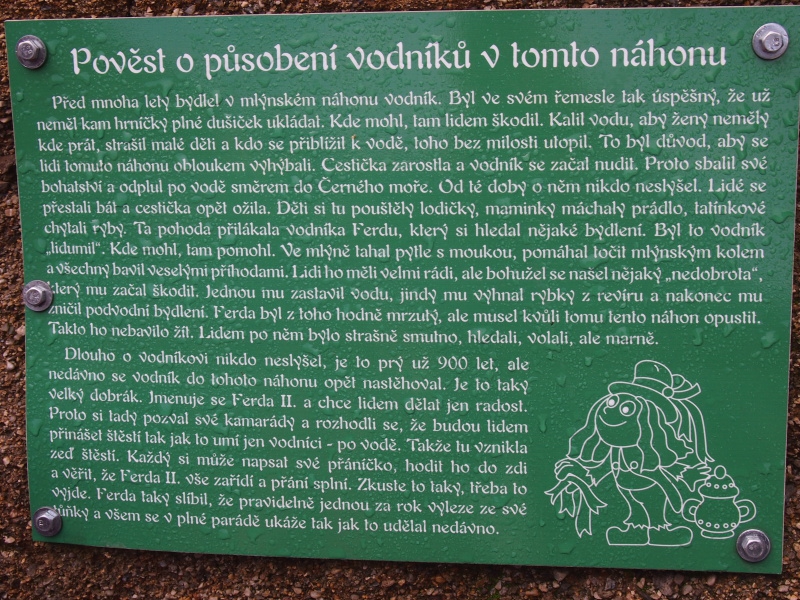 Pověst o působení vodníků v tomto náhonu
Před mnoha lety bydlel v mlýnském náhonu vodník. Byl ve svém řemesle tak úspěšný, že už
neměl kam hrníčky plné dušiček ukládat. Kde mohl, tam lidem škodil. Kalil vodu, aby ženy neměly
kde prát, strašil malé děti a kdo se přiblížil k vodě, toho bez milosti utopil. To byl důvod, aby se
lidi tomuto náhonu obloukem vyhýbali. Cestička zarostla a vodník se začal nudit. Proto sbalil své
bohatství a odplul po vodě směrem do Černého moře. Od té doby o něm nikdo neslyšel. Lidé se
přestali bát a cestička opět ožila. Děti si tu pouštěly lodičky, maminky máchaly prádlo, tatínkové
chytali ryby. Ta pohoda přilákala vodníka Ferdu, který si hledal nějaké bydlení. Byl to vodník
„lidumil“. Kde mohl, tam pomohl. Ve mlýně tahal pytle s moukou, pomáhal točit mlýnským kolem
a všechny bavil veselými příhodami. Lidi ho měli velmi rádi, ale bohužel se našel nějaký „nedobrota“,
který mu začal škodit. Jednou mu zastavil vodu, jindy mu vyhnal rybky z revíru a nakonec mu
zničil podvodní bydlení. Ferda byl z toho hodně mrzutý, ale musel kvůli tomu tento náhon opustit.
Takto ho nebavilo žít. Lidem po něm bylo strašně smutno, hledali, volali, ale marně.
Dlouho o vodníkovi nikdo neslyšel, je to prý už 900 let, ale
nedávno se vodník do tohoto náhonu opět nastěhoval. Je to taky
velký dobrák. Jmenuje se Ferda II. a chce lidem dělat jen radost.
Proto si tady pozval své kamarády a rozhodli se, že budou lidem
přinášet štěstí tak jak to umí jen vodníci - po vodě. Takže tu vznikla
zeď štěstí. Každý si může napsat své přáníčko, hodit ho do zdi
a věřit, že Ferda II. vše zařídí a přání splní. Zkuste to taky, třeba to
vyjde. Ferda taky slíbil, že pravidelně jednou za rok vyleze ze své
tůňky a všem se v plné parádě ukáže tak jak to udělal nedávno.